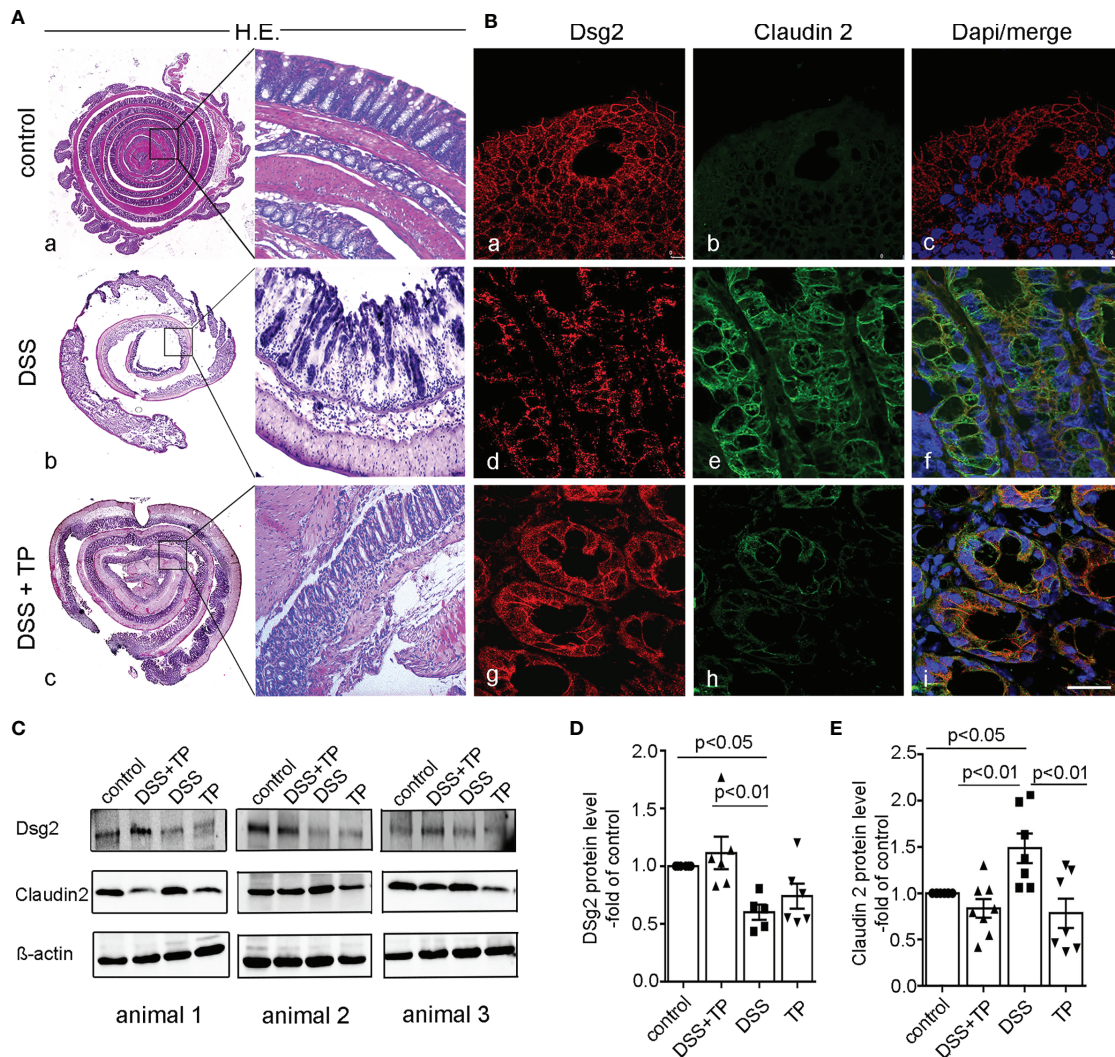 A
H.E.
control
a
DSS
b
DSS + TP
c
B
Dsg2 Claudin 2 Dapi/merge
a b c
d e f
g h i
C
control DSS+TP DSS TP control DSS+TP DSS TP control DSS+TP DSS TP
Dsg2
Claudin2
ß-actin
animal 1 animal 2 animal 3
D
p<0.05
p<0.01
DSg2 protein level
-fold of control
2.0
1.5
1.0
0.5
0.0
control DSS+TP DSS TP
E
p<0.05
p<0.01 p<0.01
Claudin 2 protein level
-fold of control
2.5
2.0
1.5
1.0
0.5
0.0
control DSS+TP DSS TP